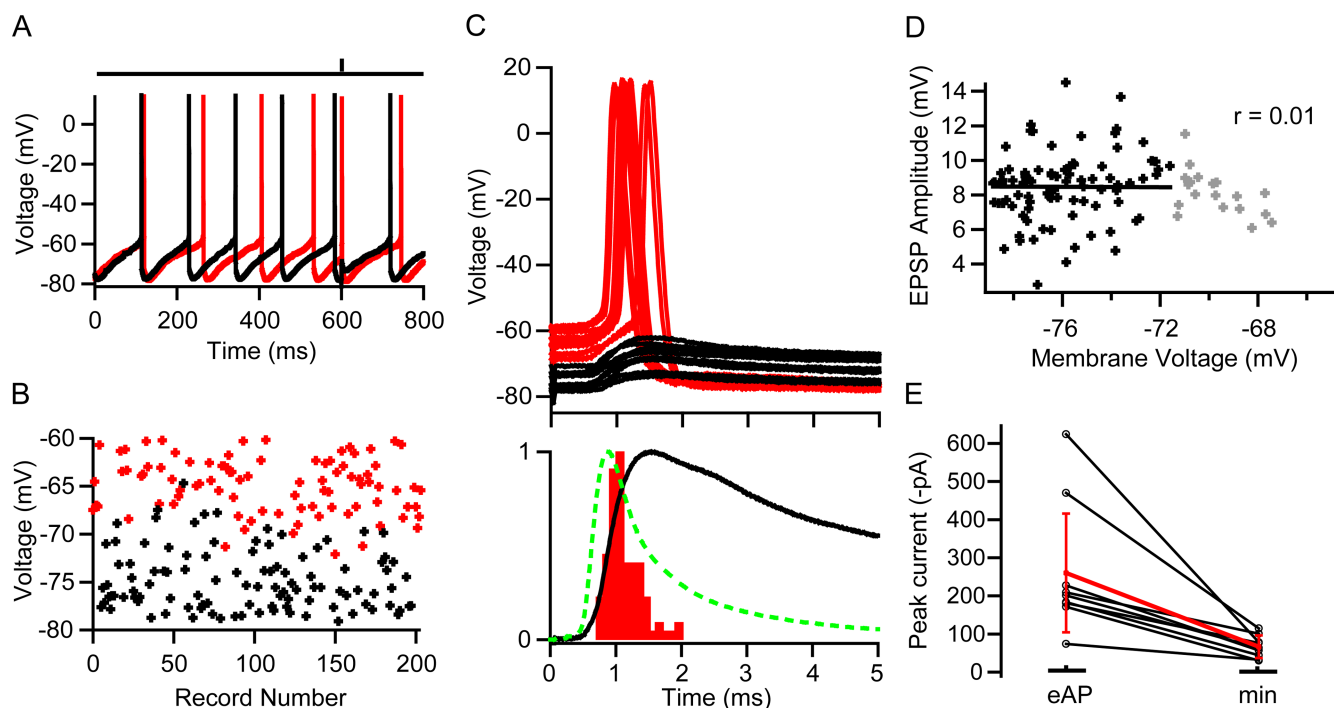 A
Voltage (mV)
0
-20
-40
-60
-80
0 200 400 600 800
Time (ms)
B
Voltage (mV)
-60
-65
-70
-75
-80
0 50 100 150 200
Record Number
C
Voltage (mV)
20
0
-20
-40
-60
-80
1
0
0 1 2 3 4 5
Time (ms)
D
EPSP Amplitude (mV)
14
12
10
8
6
4
r = 0.01
-76 -72 -68
Membrane Voltage (mV)
E
Peak current (-pA)
600
500
400
300
200
100
0
eAP min